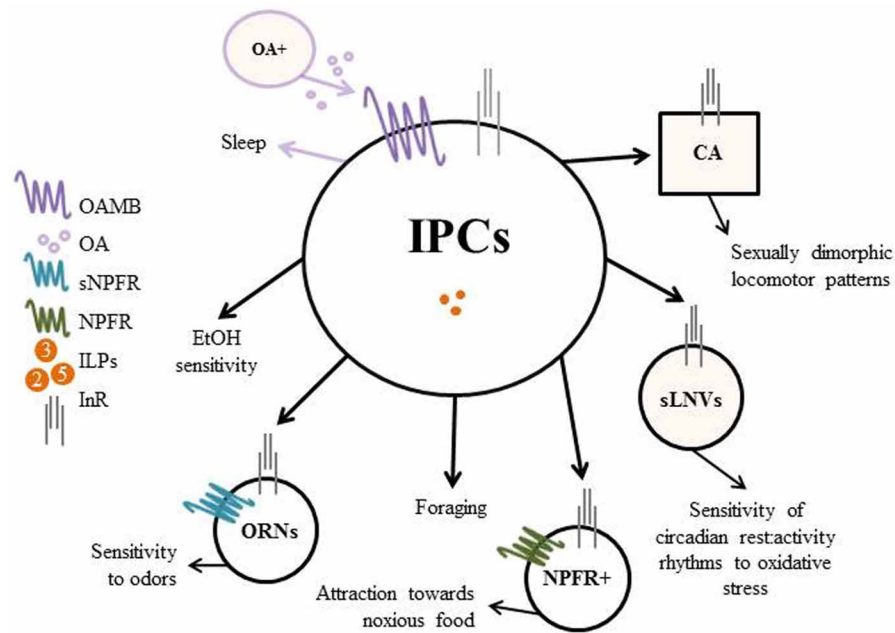 OA+
Sleep
CA
OAMB
OA
sNPFR
NPFR
3
2 5
ILPs
InR
IPCs
Sexually dimorphic
locomotor patterns
EtOH
sensitivity
sLNVs
ORNs
Foraging
NPFR+
Sensitivity
to odors
Attraction towards
noxious food
Sensitivity of
circadian rest:activity
rhythms to oxidative
stress